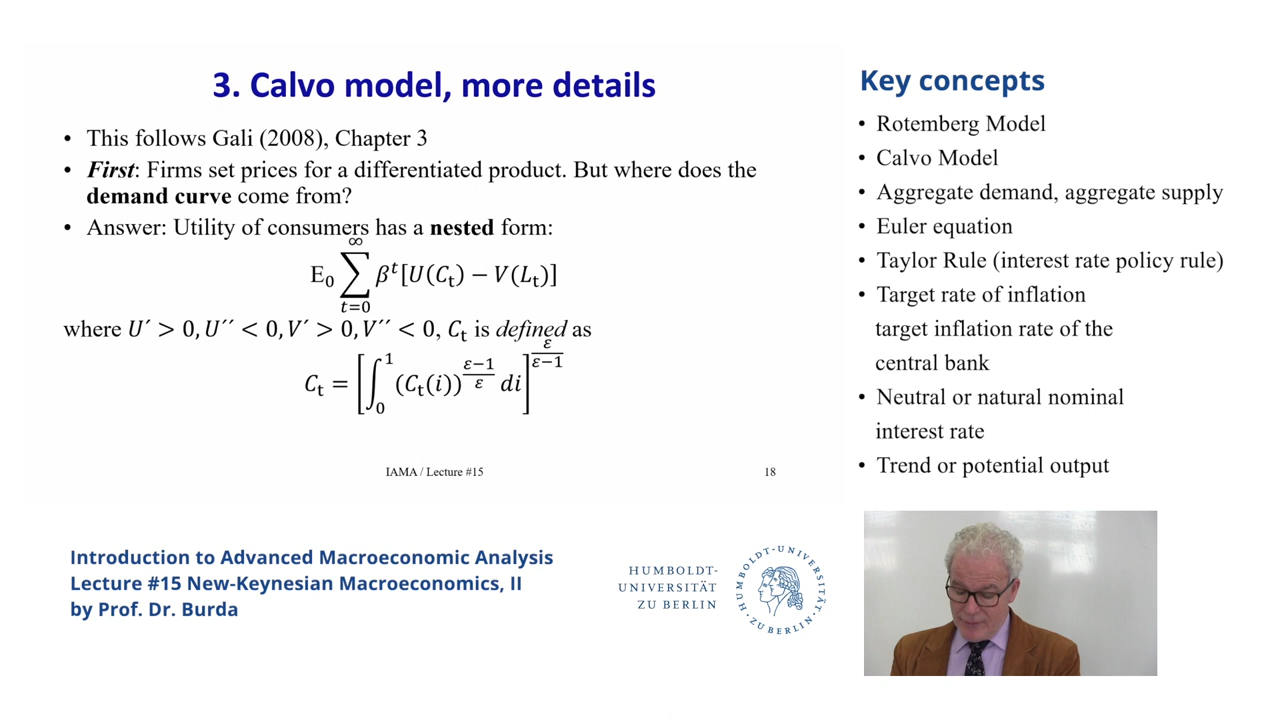 3. Calvo model, more details
• This follows Gali (2008), Chapter 3
• First: Firms set prices for a differentiated product. But where does the
demand curve come from?
• Answer: Utility of consumers has a nested form:
E₀ ∑_{t=0}^{∞} βᵗ[U(Cₜ) − V(Lₜ)]
where U´ > 0, U´´ < 0, V´ > 0, V´´ < 0, Cₜ is defined as
Cₜ = [∫₀¹ (Cₜ(i))^{(ε−1)/ε} di]^{ε/(ε−1)}
IAMA / Lecture #15
18
Key concepts
• Rotemberg Model
• Calvo Model
• Aggregate demand, aggregate supply
• Euler equation
• Taylor Rule (interest rate policy rule)
• Target rate of inflation
target inflation rate of the
central bank
• Neutral or natural nominal
interest rate
• Trend or potential output
Introduction to Advanced Macroeconomic Analysis
Lecture #15 New-Keynesian Macroeconomics, II
by Prof. Dr. Burda
HUMBOLDT-
UNIVERSITÄT
ZU BERLIN
HUMBOLDT-UNIVERSITÄT
· ZU BERLIN ·